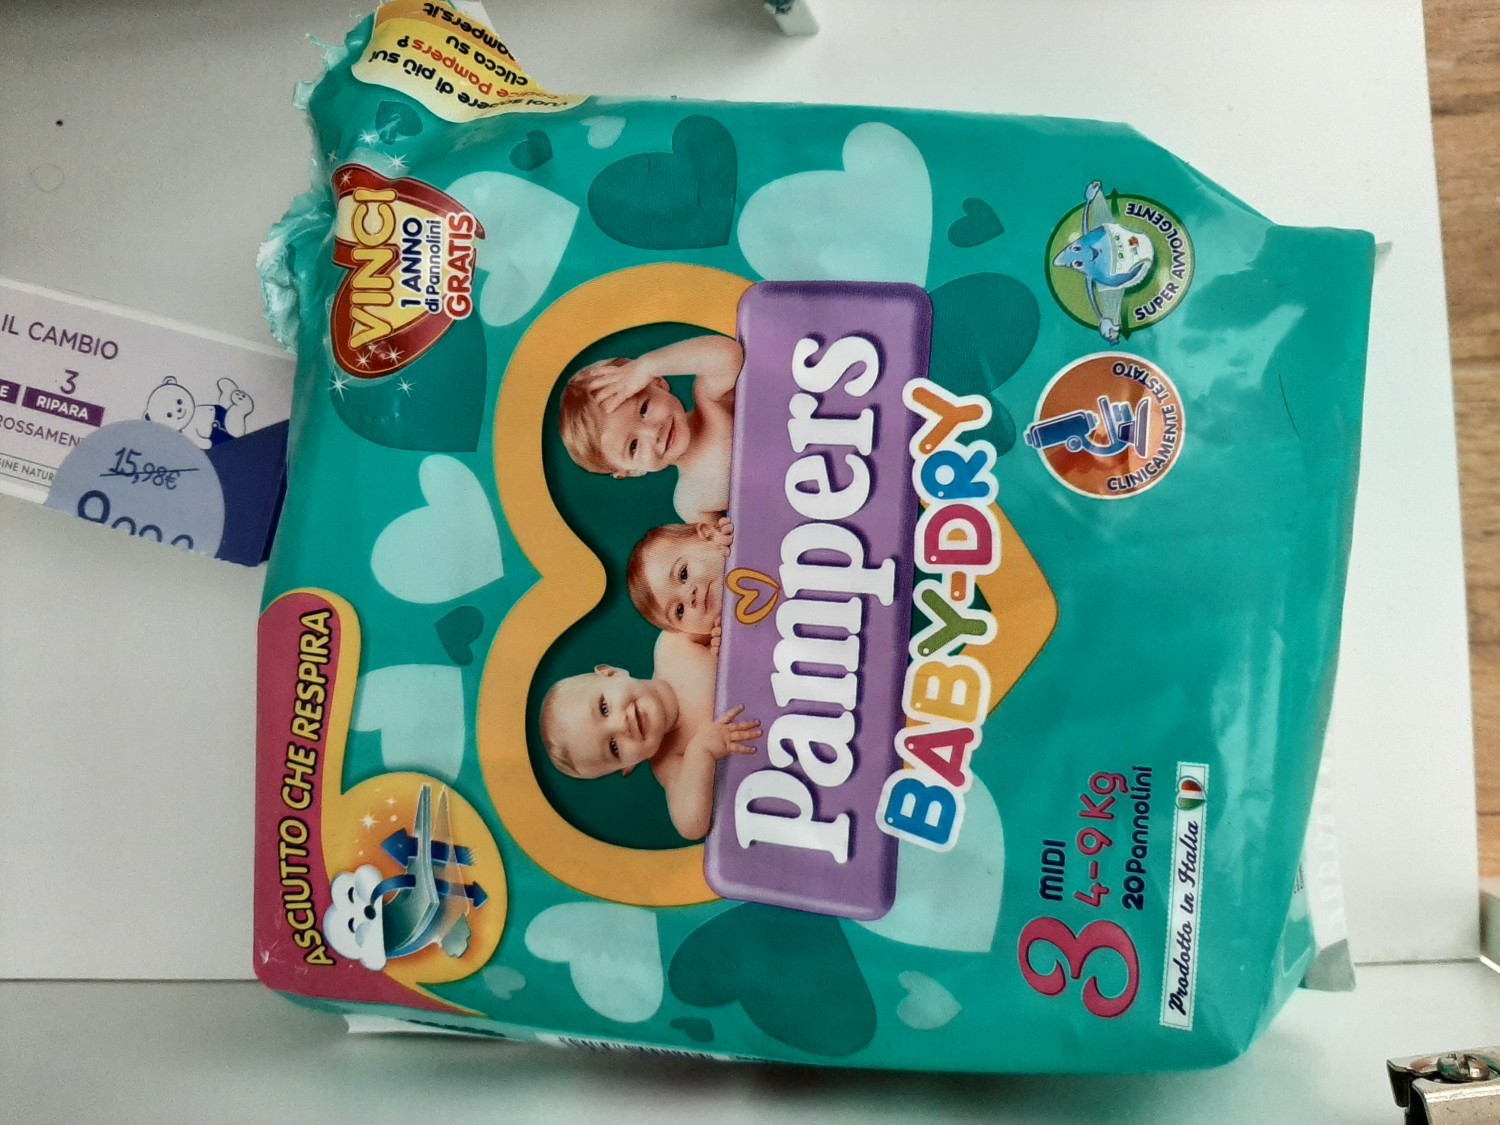 Vuoi sapere di più sul
codice Pampers?
clicca su
pampers.it
VINCI
1 ANNO
di Pannolini
GRATIS
ASCIUTTO CHE RESPIRA
Pampers
BABY-DRY
SUPER AVVOLGENTE
CLINICAMENTE TESTATO
3
MIDI
4-9 Kg
20 Pannolini
Prodotto in Italia
IL CAMBIO
3
RIPARA
15,98€